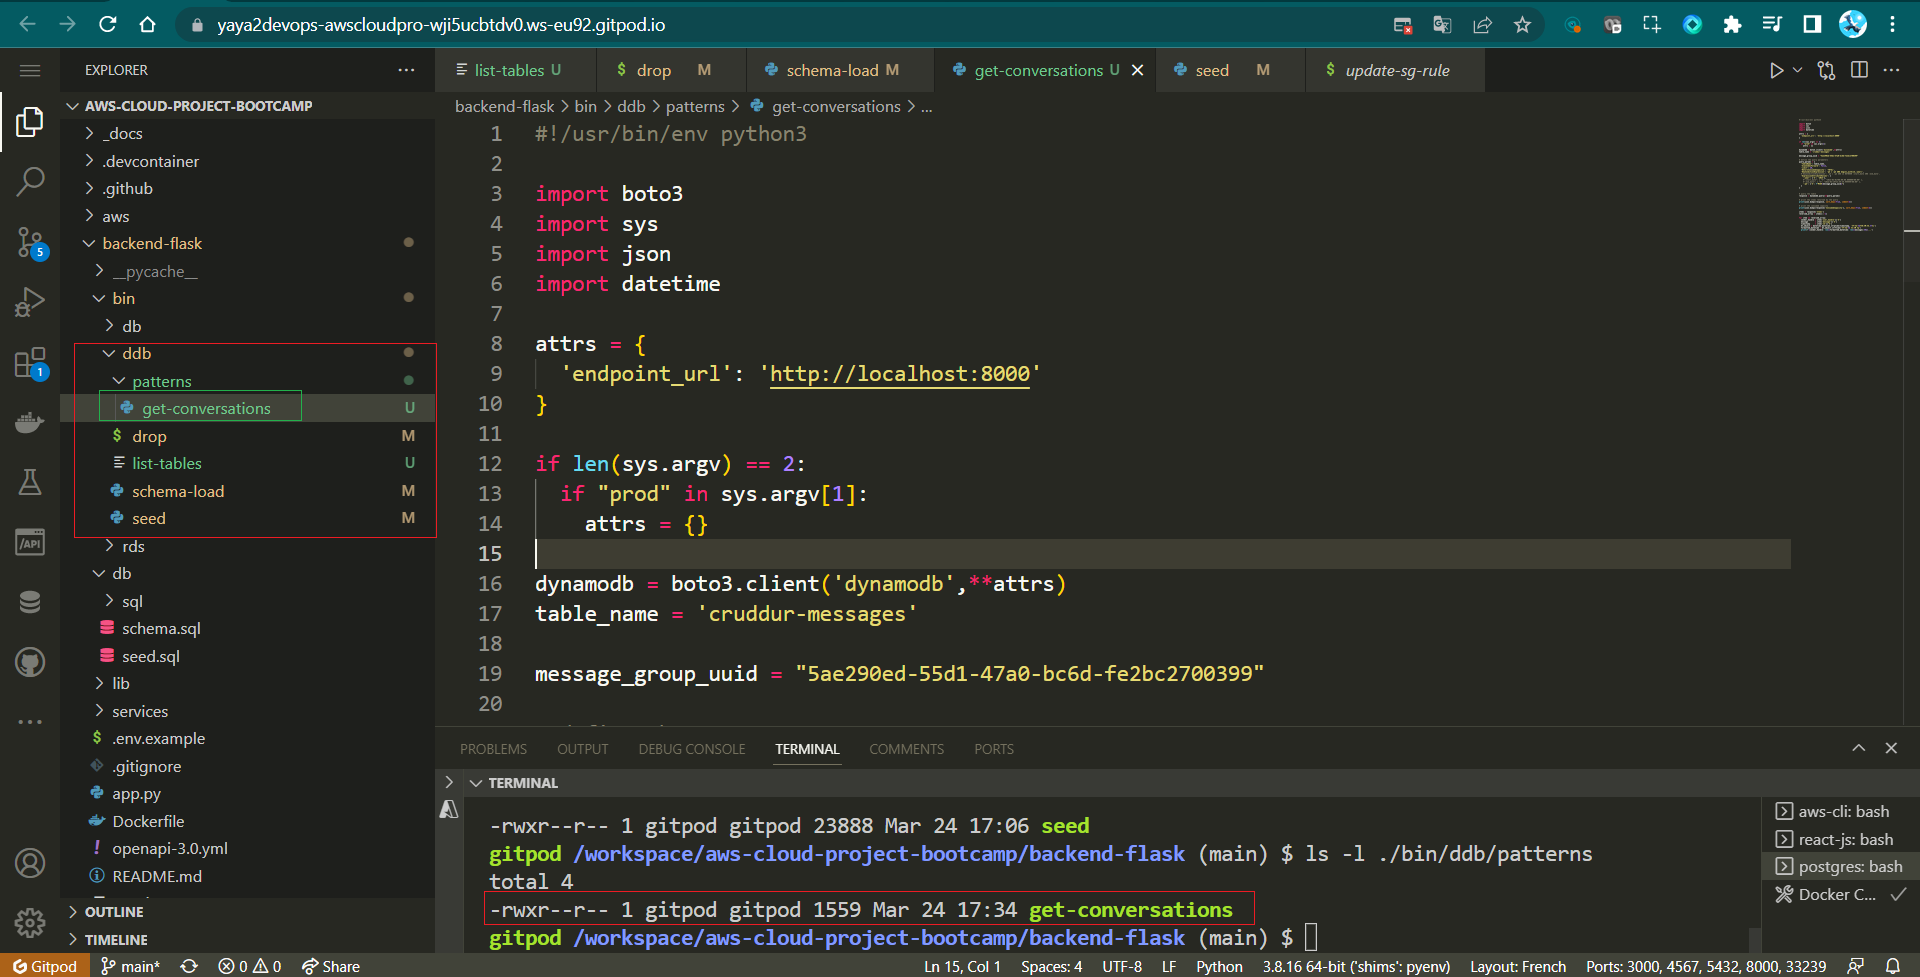 yaya2devops-awscloudpro-wji5ucbtdv0.ws-eu92.gitpod.io
EXPLORER
AWS-CLOUD-PROJECT-BOOTCAMP
_docs
.devcontainer
.github
aws
backend-flask
__pycache__
bin
db
ddb
patterns
get-conversations U
drop M
list-tables U
schema-load M
seed M
rds
db
sql
schema.sql
seed.sql
lib
services
.env.example
.gitignore
app.py
Dockerfile
openapi-3.0.yml
README.md
OUTLINE
TIMELINE
5
1
/API
list-tables U
drop M
schema-load M
get-conversations U
seed M
update-sg-rule
backend-flask > bin > ddb > patterns > get-conversations > ...
1 #!/usr/bin/env python3
2
3 import boto3
4 import sys
5 import json
6 import datetime
7
8 attrs = {
9 'endpoint_url': 'http://localhost:8000'
10 }
11
12 if len(sys.argv) == 2:
13 if "prod" in sys.argv[1]:
14 attrs = {}
15
16 dynamodb = boto3.client('dynamodb',**attrs)
17 table_name = 'cruddur-messages'
18
19 message_group_uuid = "5ae290ed-55d1-47a0-bc6d-fe2bc2700399"
20
PROBLEMS OUTPUT DEBUG CONSOLE TERMINAL COMMENTS PORTS
TERMINAL
-rwxr--r-- 1 gitpod gitpod 23888 Mar 24 17:06 seed
gitpod /workspace/aws-cloud-project-bootcamp/backend-flask (main) $ ls -l ./bin/ddb/patterns
total 4
-rwxr--r-- 1 gitpod gitpod 1559 Mar 24 17:34 get-conversations
gitpod /workspace/aws-cloud-project-bootcamp/backend-flask (main) $
aws-cli: bash
react-js: bash
postgres: bash
Docker C...
Gitpod main* 0 0 Share Ln 15, Col 1 Spaces: 4 UTF-8 LF Python 3.8.16 64-bit ('shims': pyenv) Layout: French Ports: 3000, 4567, 5432, 8000, 33239